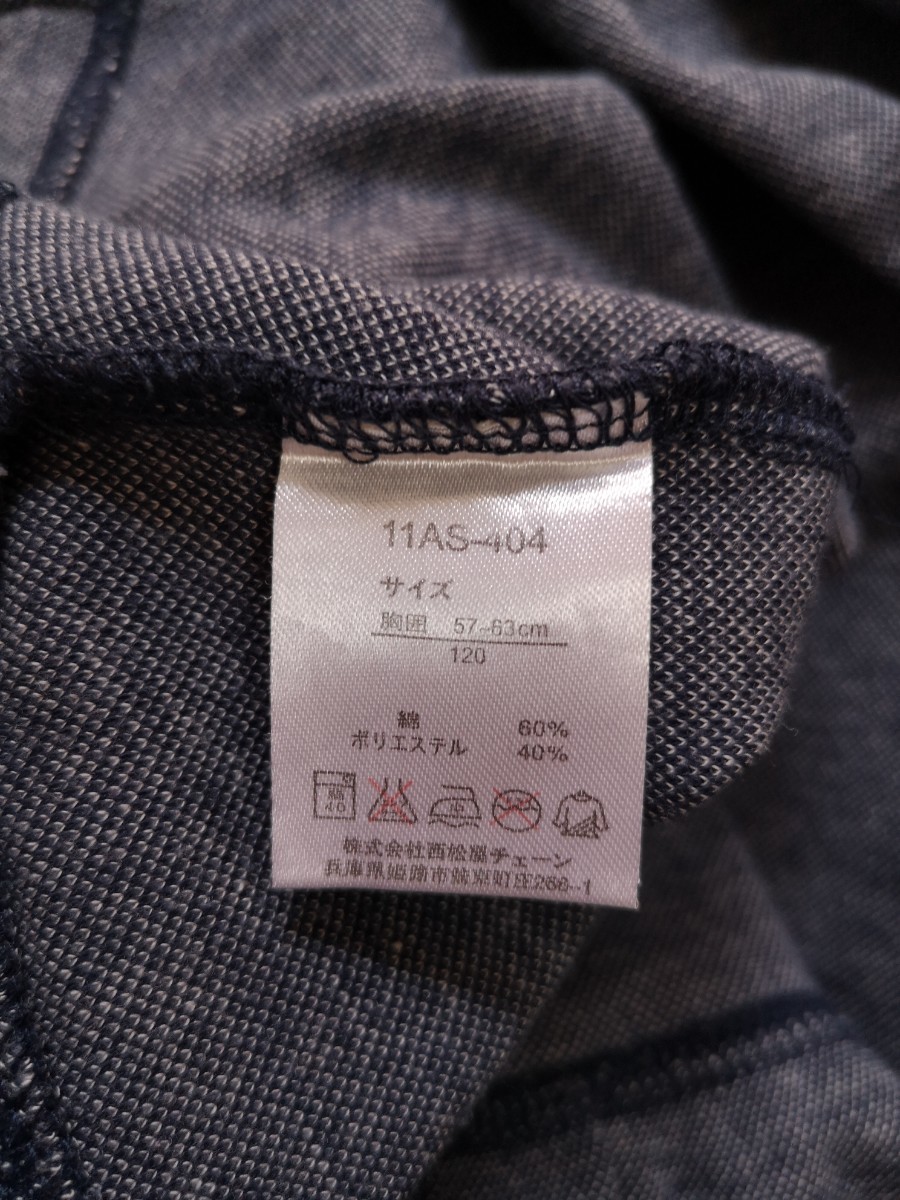 11AS-404
サイズ
胸囲 57~63cm
120
綿 60%
ポリエステル 40%
40 中
株式会社西松屋チェーン
兵庫県姫路市飾東町庄266-1